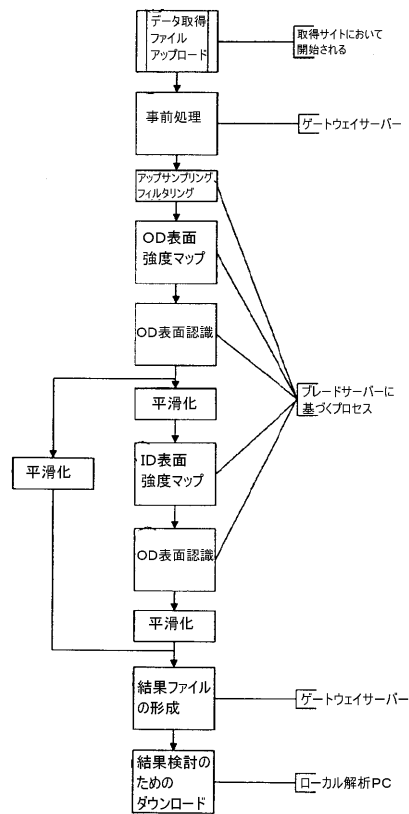 データ取得
ファイル
アップロード
取得サイトにおいて
開始される
事前処理
ゲートウェイサーバー
アップサンプリング
フィルタリング
OD表面
強度マップ
OD表面認識
ブレードサーバーに
基づくプロセス
平滑化
平滑化
ID表面
強度マップ
OD表面認識
平滑化
結果ファイル
の形成
ゲートウェイサーバー
結果検討の
ための
ダウンロード
ローカル解析PC